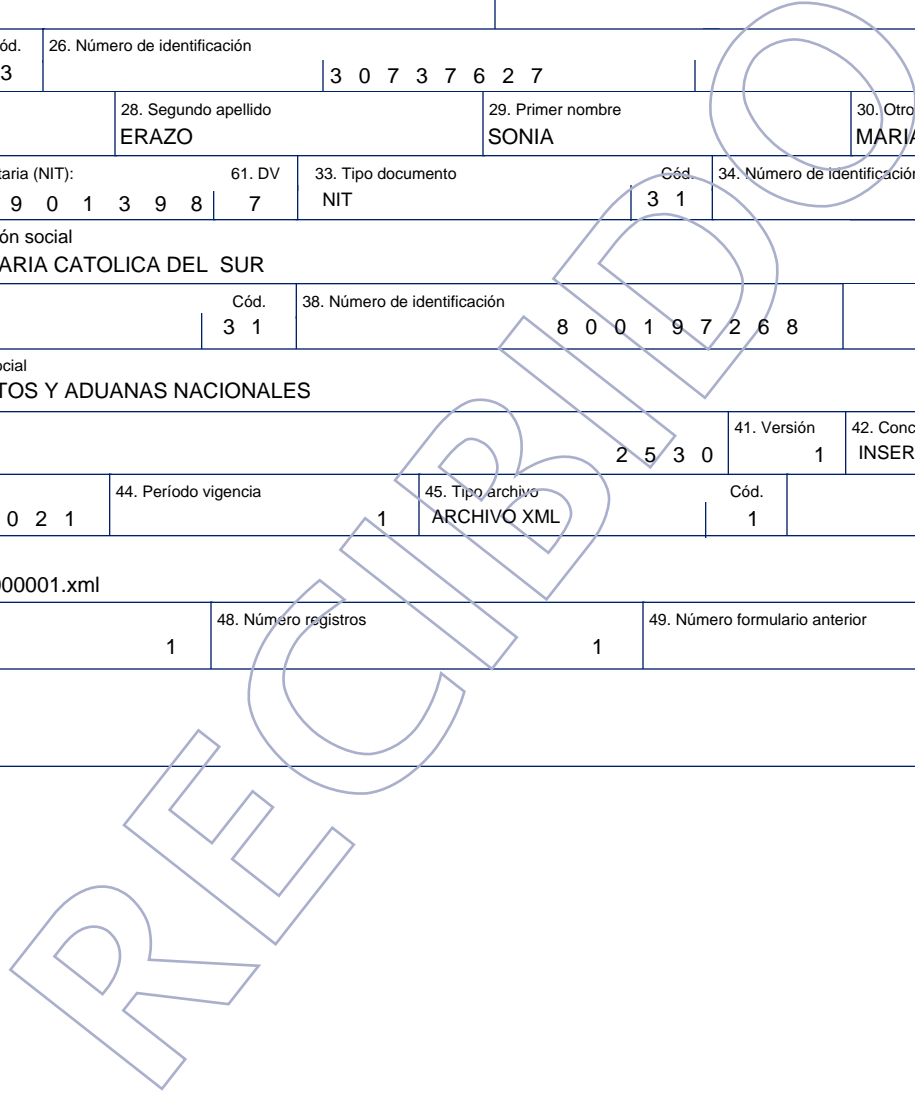 ód. 26. Número de identificación
3 3 0 7 3 7 6 2 7
28. Segundo apellido 29. Primer nombre 30. Otro
ERAZO SONIA MARIA
taria (NIT): 61. DV 33. Tipo documento Cód. 34. Número de identificación
9 0 1 3 9 8 7 NIT 3 1
ón social
ARIA CATOLICA DEL SUR
Cód. 38. Número de identificación
3 1 8 0 0 1 9 7 2 6 8
ocial
TOS Y ADUANAS NACIONALES
41. Versión 42. Conc
2 5 3 0 1 INSER
44. Período vigencia 45. Tipo archivo Cód.
0 2 1 1 ARCHIVO XML 1
000001.xml
48. Número registros 49. Número formulario anterior
1 1
RECIBIDO